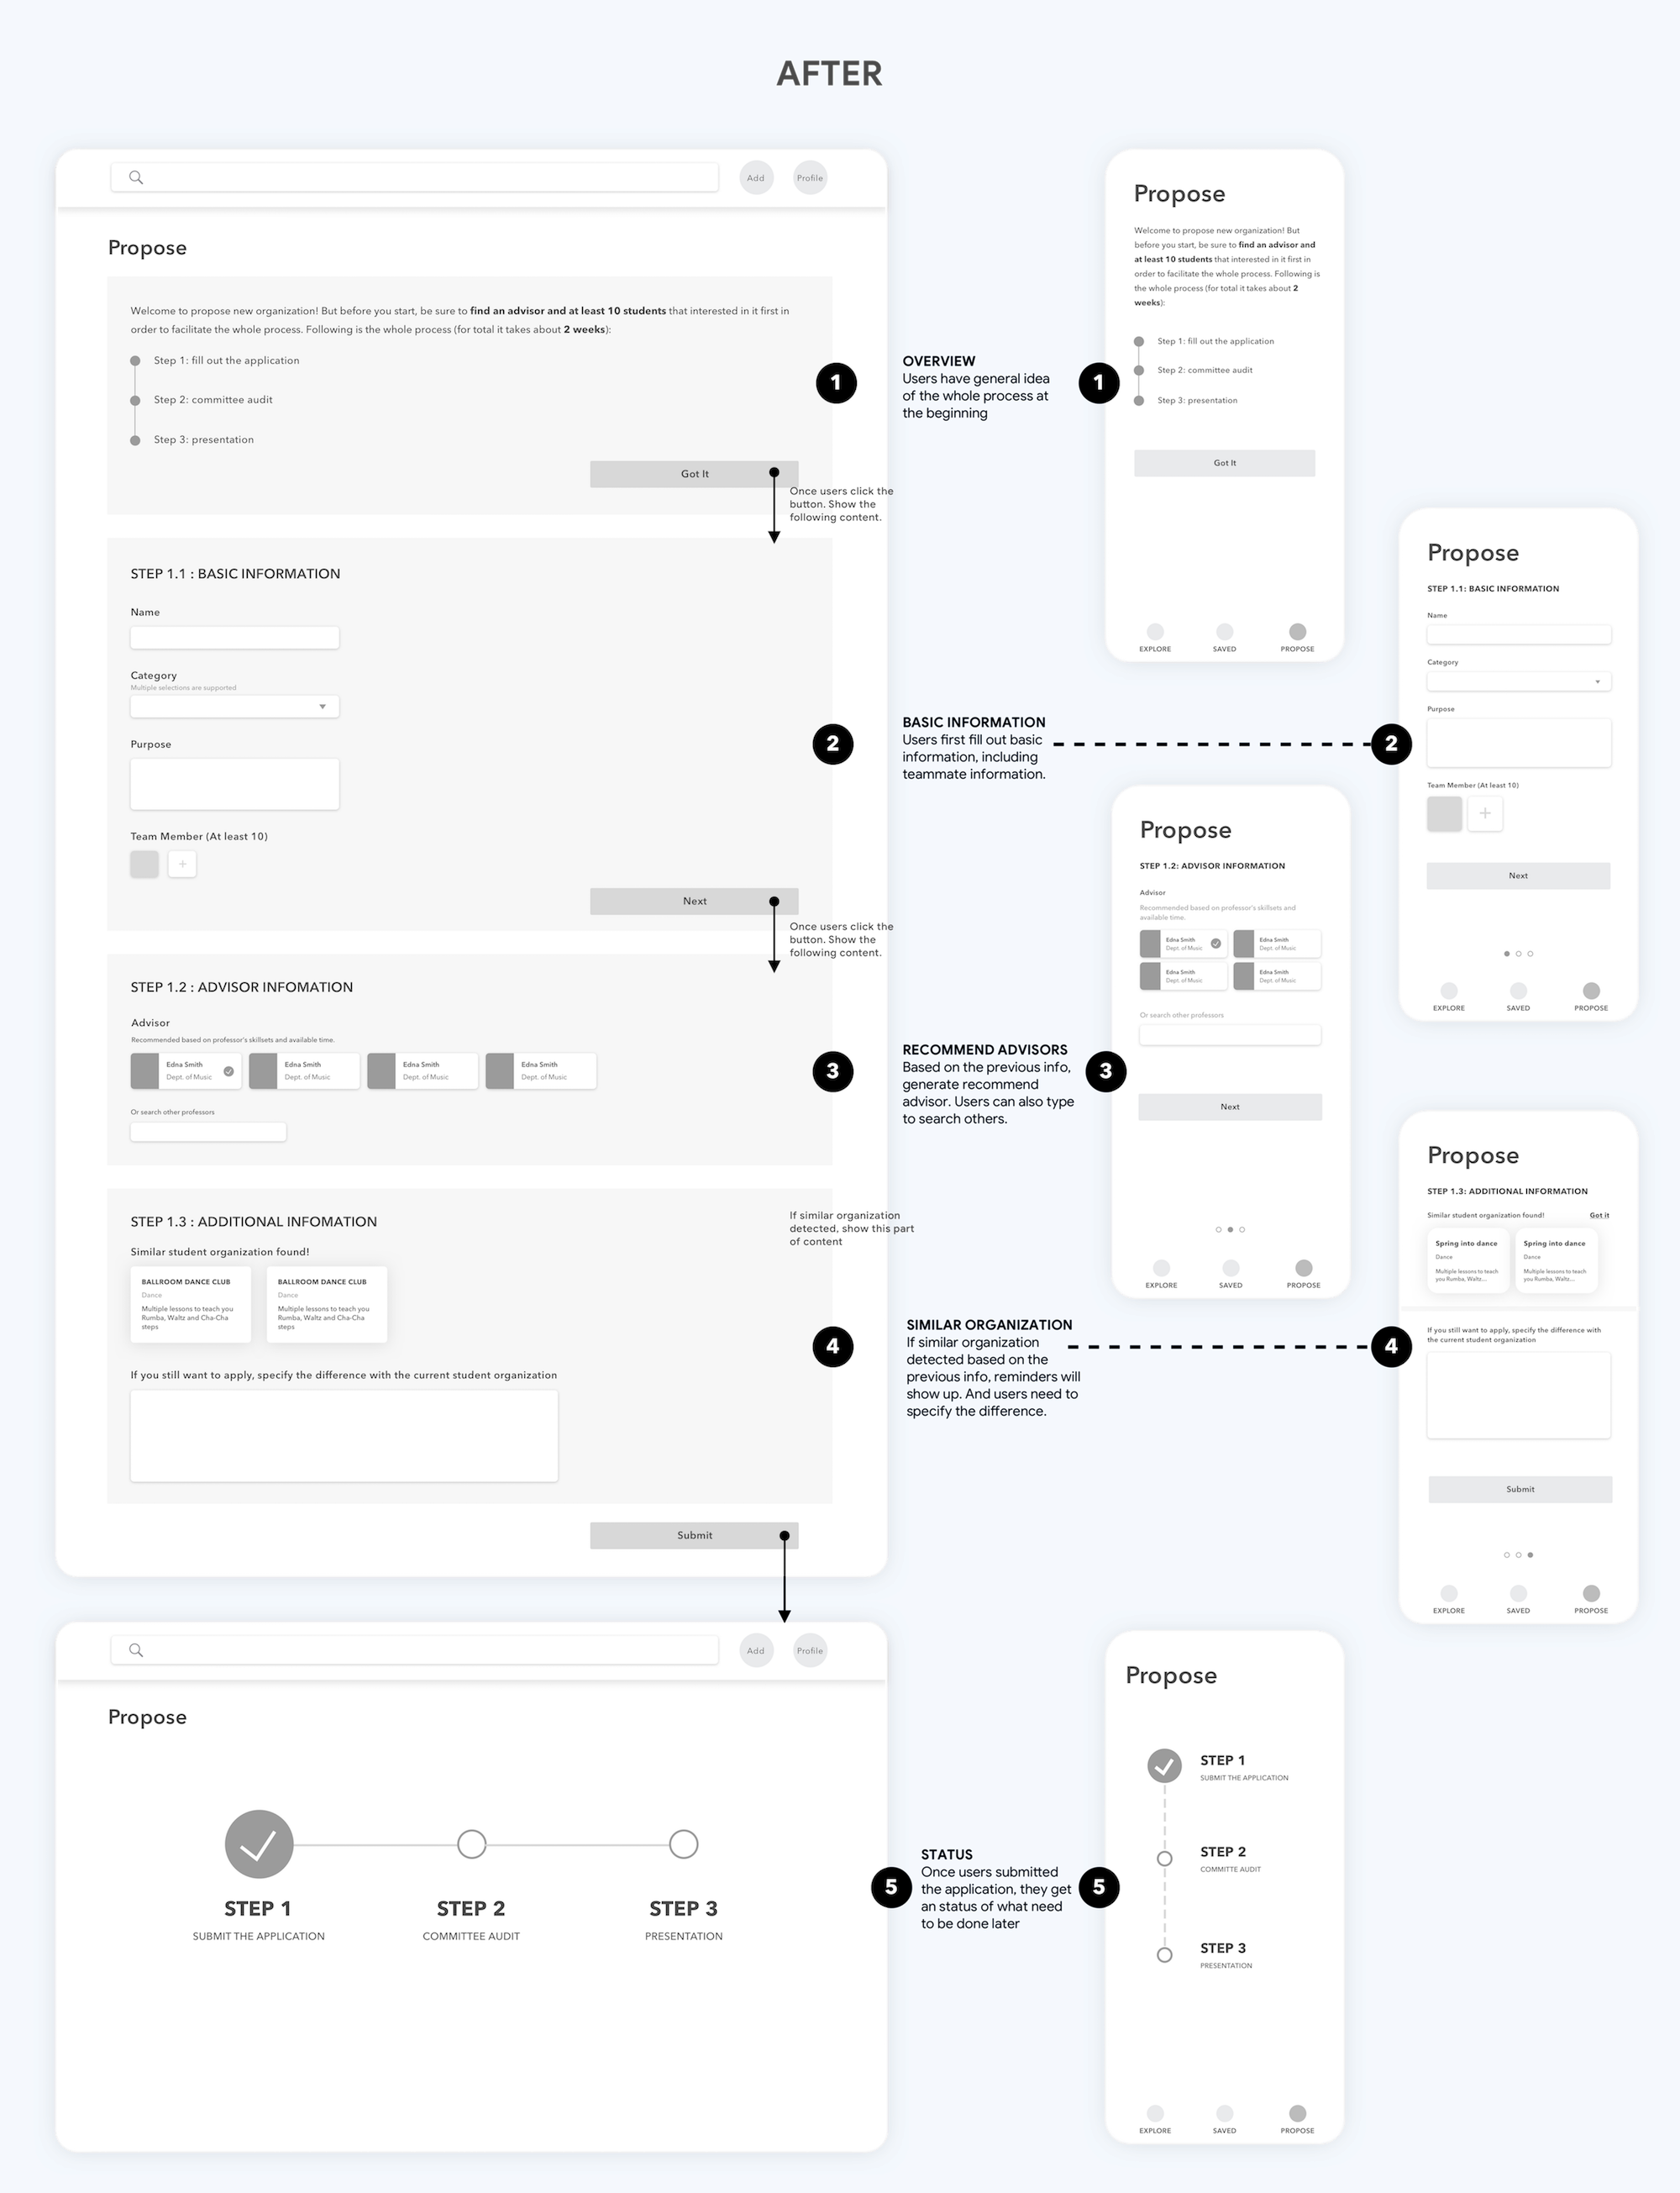 AFTER
Add
Profile
Propose
Welcome to propose new organization! But before you start, be sure to find an advisor and at least 10 students that interested in it first in
order to facilitate the whole process. Following is the whole process (for total it takes about 2 weeks):
Step 1: fill out the application
Step 2: committee audit
Step 3: presentation
Got It
Once users click the
button. Show the
following content.
STEP 1.1 : BASIC INFORMATION
Name
Category
Multiple selections are supported
Purpose
Team Member (At least 10)
+
Next
Once users click the
button. Show the
following content.
STEP 1.2 : ADVISOR INFOMATION
Advisor
Recommended based on professor's skillsets and available time.
Edna Smith
Dept. of Music
Edna Smith
Dept. of Music
Edna Smith
Dept. of Music
Edna Smith
Dept. of Music
Or search other professors
STEP 1.3 : ADDITIONAL INFOMATION
If similar organization
detected, show this part
of content
Similar student organization found!
BALLROOM DANCE CLUB
Dance
Multiple lessons to teach you
Rumba, Waltz and Cha-Cha
steps
BALLROOM DANCE CLUB
Dance
Multiple lessons to teach you
Rumba, Waltz and Cha-Cha
steps
If you still want to apply, specify the difference with the current student organization
Submit
Add
Profile
Propose
STEP 1
SUBMIT THE APPLICATION
STEP 2
COMMITTEE AUDIT
STEP 3
PRESENTATION
1
OVERVIEW
Users have general idea
of the whole process at
the beginning
1
2
BASIC INFORMATION
Users first fill out basic
information, including
teammate information.
2
3
RECOMMEND ADVISORS
Based on the previous info,
generate recommend
advisor. Users can also type
to search others.
3
4
SIMILAR ORGANIZATION
If similar organization
detected based on the
previous info, reminders will
show up. And users need to
specify the difference.
4
5
STATUS
Once users submitted
the application, they get
an status of what need
to be done later
5
Propose
Welcome to propose new organization! But
before you start, be sure to find an advisor and
at least 10 students that interested in it first in
order to facilitate the whole process. Following is
the whole process (for total it takes about 2
weeks):
Step 1: fill out the application
Step 2: committee audit
Step 3: presentation
Got It
EXPLORE
SAVED
PROPOSE
Propose
STEP 1.1: BASIC INFORMATION
Name
Category
Purpose
Team Member (At least 10)
+
Next
EXPLORE
SAVED
PROPOSE
Propose
STEP 1.2: ADVISOR INFORMATION
Advisor
Recommended based on professor's skillsets and
available time.
Edna Smith
Dept. of Music
Edna Smith
Dept. of Music
Edna Smith
Dept. of Music
Edna Smith
Dept. of Music
Or search other professors
Next
EXPLORE
SAVED
PROPOSE
Propose
STEP 1.3: ADDITIONAL INFORMATION
Similar student organization found!
Got it
Spring into dance
Dance
Multiple lessons to teach
you Rumba, Waltz...
Spring into dance
Dance
Multiple lessons to teach
you Rumba, Waltz...
If you still want to apply, specify the difference with
the current student organization
Submit
EXPLORE
SAVED
PROPOSE
Propose
STEP 1
SUBMIT THE APPLICATION
STEP 2
COMMITTE AUDIT
STEP 3
PRESENTATION
EXPLORE
SAVED
PROPOSE